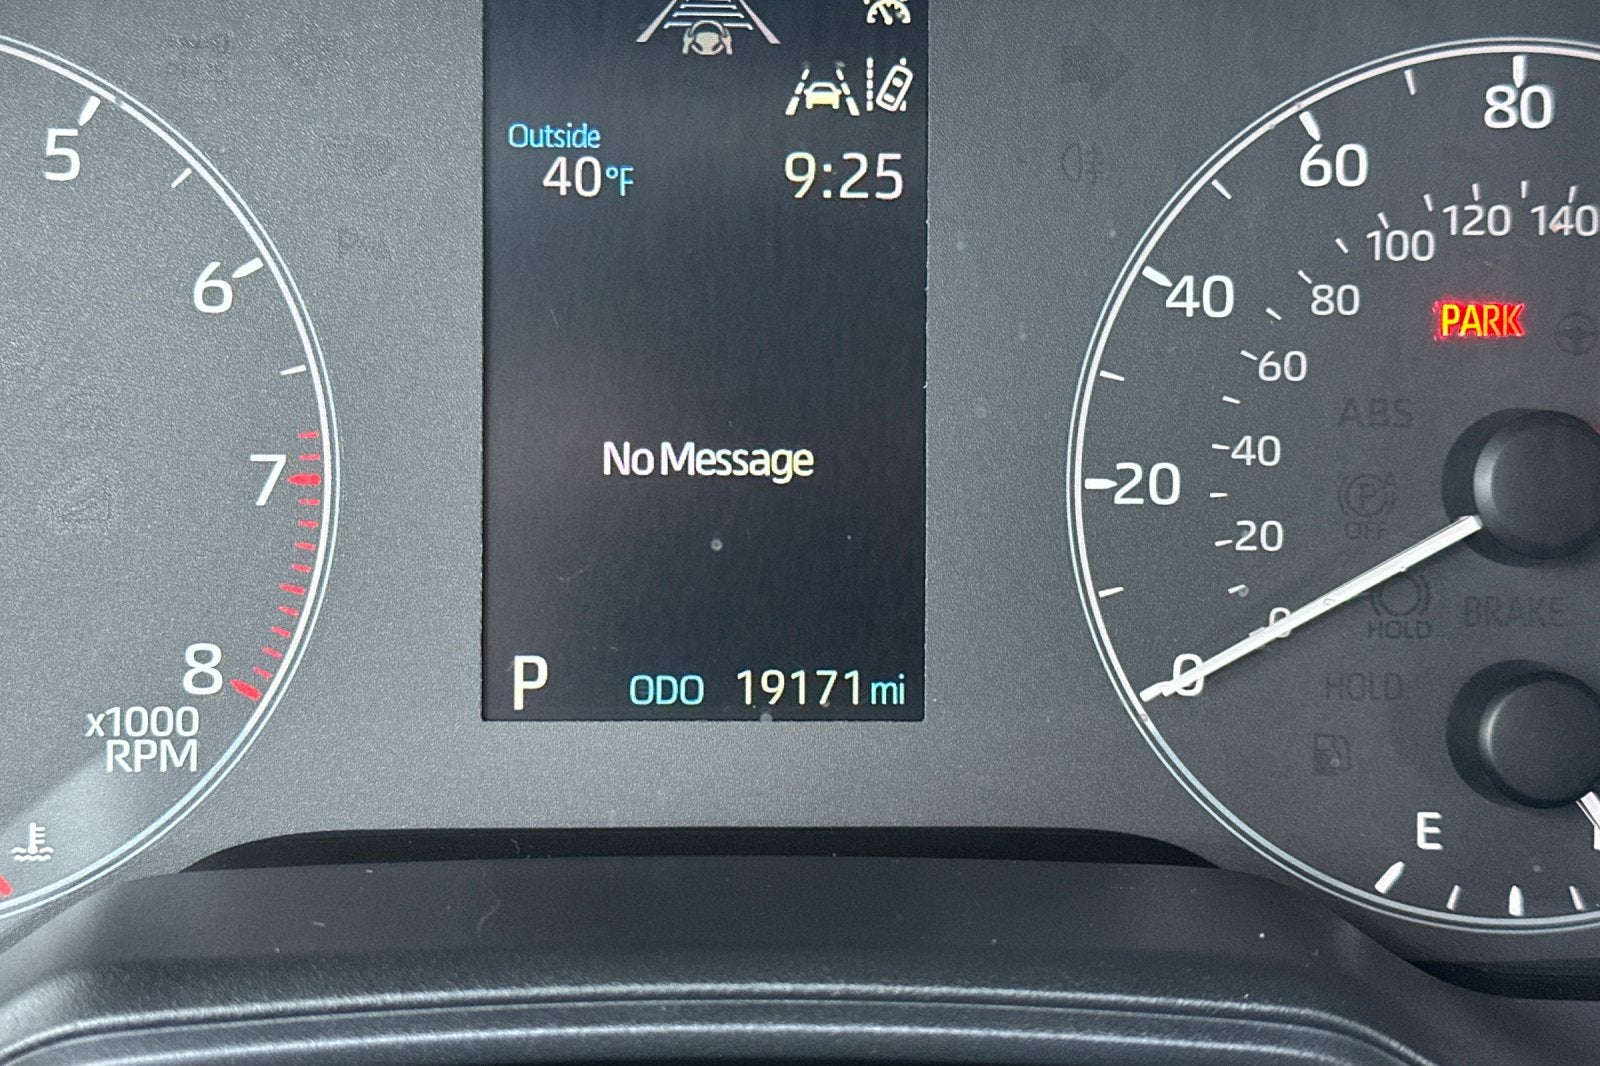 5
6
7
8
x1000
RPM
Outside
40°F
9:25
No Message
P
ODO 19171 mi
80
60
40
20
0
140
120
100
80
60
40
20
0
PARK
ABS
P A
OFF
HOLD
BRAKE
HOLD
E